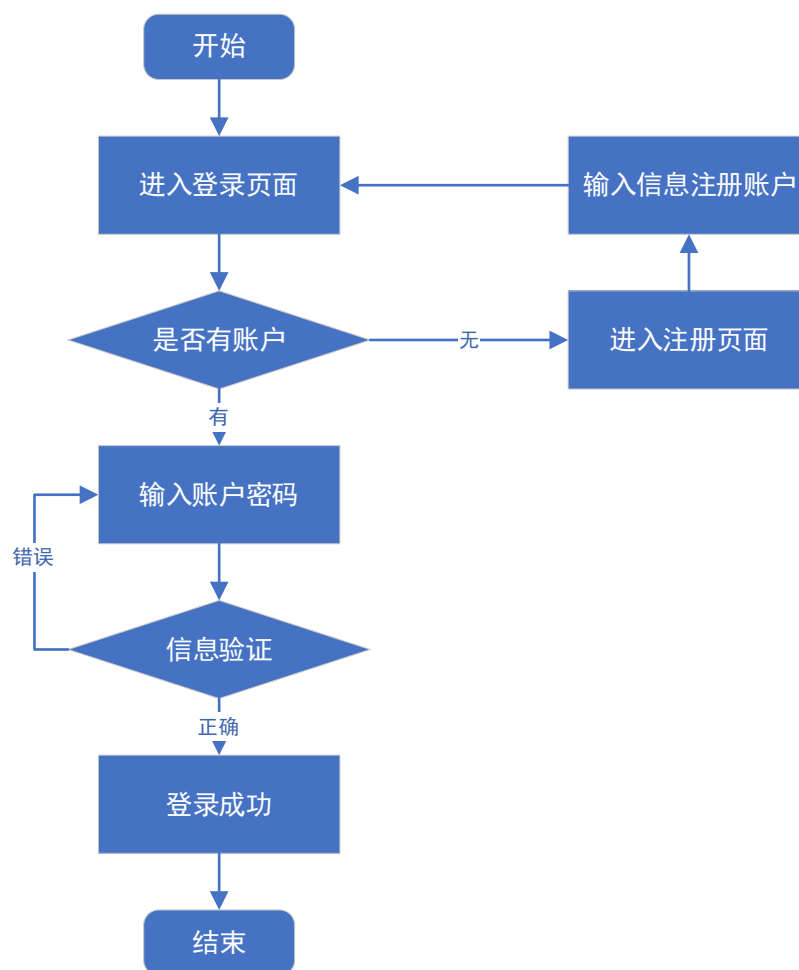 开始
进入登录页面
输入信息注册账户
是否有账户
无
进入注册页面
有
输入账户密码
错误
信息验证
正确
登录成功
结束